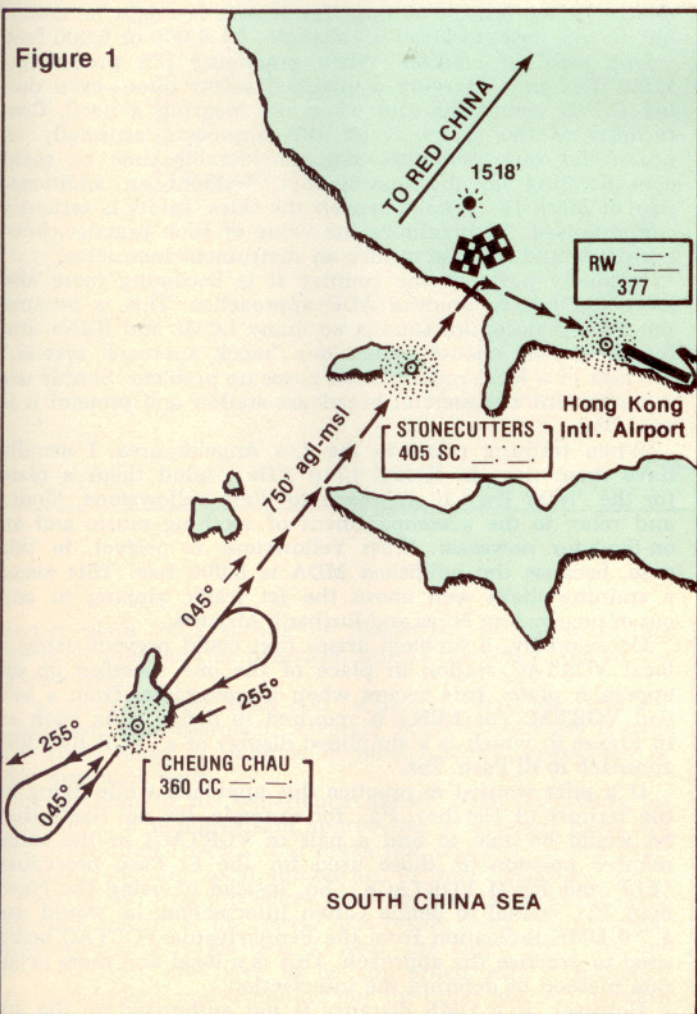 Figure 1
TO RED CHINA
1518'
RW
377
Hong Kong
Intl. Airport
STONECUTTERS
405 SC
750' agl-msl
045°
255°
255°
045°
CHEUNG CHAU
360 CC
SOUTH CHINA SEA